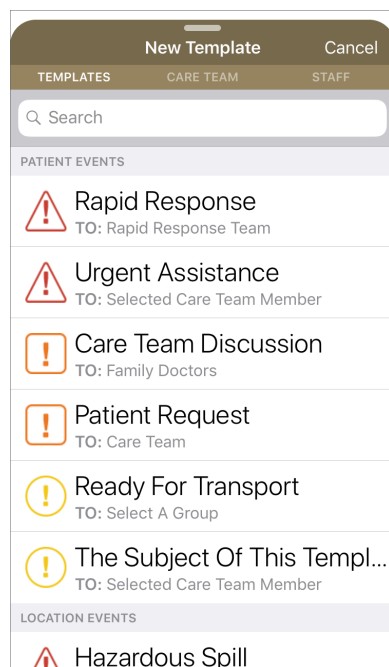 New Template Cancel
TEMPLATES CARE TEAM STAFF
Search
PATIENT EVENTS
Rapid Response
TO: Rapid Response Team
Urgent Assistance
TO: Selected Care Team Member
Care Team Discussion
TO: Family Doctors
Patient Request
TO: Care Team
Ready For Transport
TO: Select A Group
The Subject Of This Templ...
TO: Selected Care Team Member
LOCATION EVENTS
Hazardous Spill